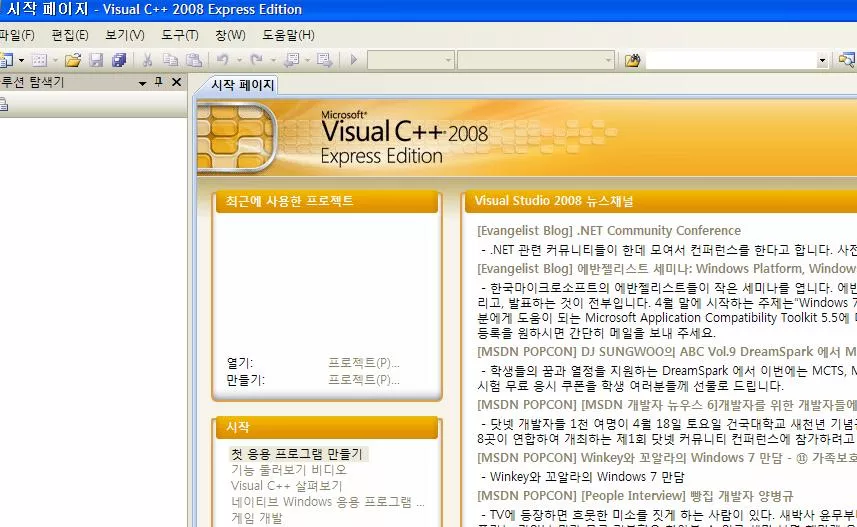 시작 페이지 - Visual C++ 2008 Express Edition
파일(F) 편집(E) 보기(V) 도구(T) 창(W) 도움말(H)
루션 탐색기
시작 페이지
Microsoft®
Visual C++ 2008
Express Edition
최근에 사용한 프로젝트
열기: 프로젝트(P)...
만들기: 프로젝트(P)...
시작
첫 응용 프로그램 만들기
기능 둘러보기 비디오
Visual C++ 살펴보기
네이티브 Windows 응용 프로그램 ...
게임 개발
Visual Studio 2008 뉴스채널
[Evangelist Blog] .NET Community Conference
- .NET 관련 커뮤니티들이 한데 모여서 컨퍼런스를 한다고 합니다. 사전
[Evangelist Blog] 에반젤리스트 세미나: Windows Platform, Window
- 한국마이크로소프트의 에반젤리스트들이 작은 세미나를 엽니다. 에반
리고, 발표하는 것이 전부입니다. 4월 말에 시작하는 주제는"Windows 7
분에게 도움이 되는 Microsoft Application Compatibility Toolkit 5.5에
등록을 원하시면 간단히 메일을 보내 주세요.
[MSDN POPCON] DJ SUNGWOO의 ABC Vol.9 DreamSpark 에서 M
- 학생들의 꿈과 열정을 지원하는 DreamSpark 에서 이번에는 MCTS, M
시험 무료 응시 쿠폰을 학생 여러분들께 선물로 드립니다.
[MSDN POPCON] [MSDN 개발자 뉴우스 6]개발자를 위한 개발자들에
- 닷넷 개발자들 1천 여명이 4월 18일 토요일 건국대학교 새천년 기념
8곳이 연합하여 개최하는 제1회 닷넷 커뮤니티 컨퍼런스에 참가하려고
[MSDN POPCON] Winkey와 꼬알라의 Windows 7 만담 - ㉪ 가족보호
- Winkey와 꼬알라의 Windows 7 만담
[MSDN POPCON] [People Interview] 빵집 개발자 양병규
- TV에 등장하면 흐뭇한 미소를 짓게 하는 사람이 있다. 새박사 윤무부